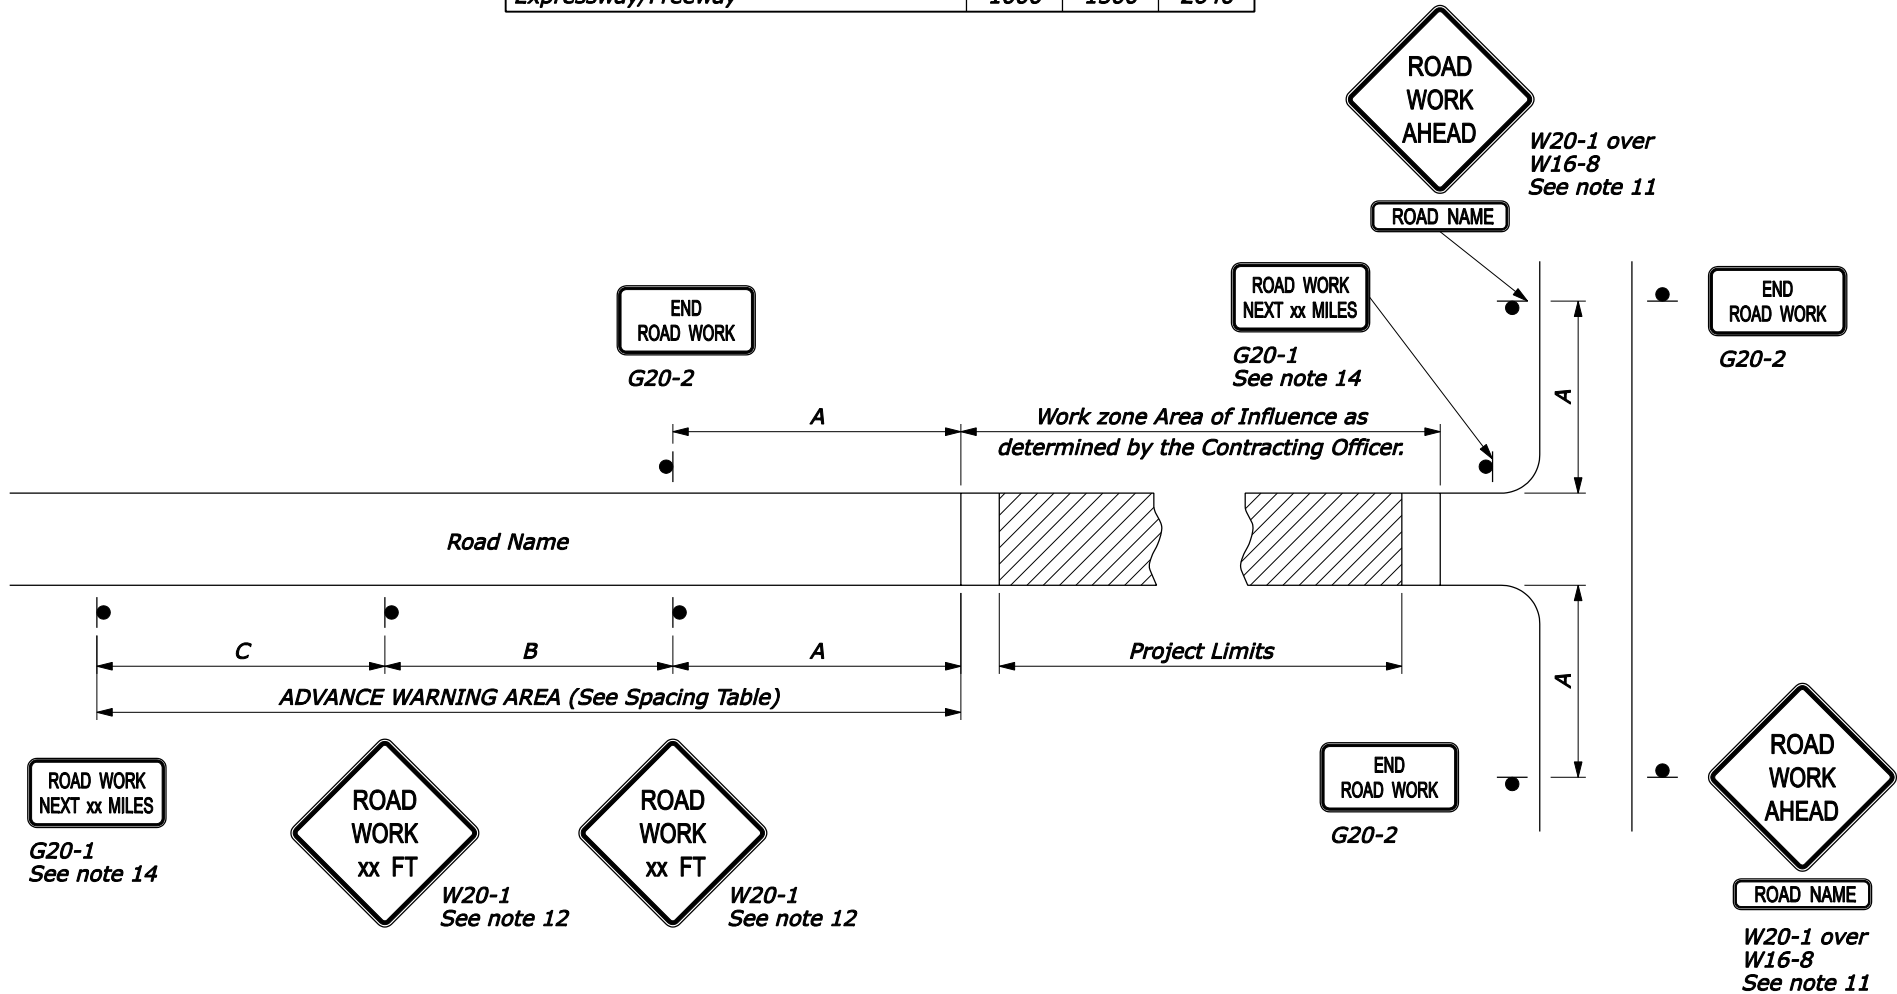 Expressway/Freeway 1000 1500 2640
ROAD
WORK
AHEAD
W20-1 over
W16-8
See note 11
ROAD NAME
ROAD WORK
NEXT xx MILES
G20-1
See note 14
END
ROAD WORK
G20-2
END
ROAD WORK
G20-2
A
A
Work zone Area of Influence as
determined by the Contracting Officer.
Road Name
C
B
A
Project Limits
A
ADVANCE WARNING AREA (See Spacing Table)
ROAD WORK
NEXT xx MILES
G20-1
See note 14
ROAD
WORK
xx FT
W20-1
See note 12
ROAD
WORK
xx FT
W20-1
See note 12
END
ROAD WORK
G20-2
ROAD
WORK
AHEAD
ROAD NAME
W20-1 over
W16-8
See note 11